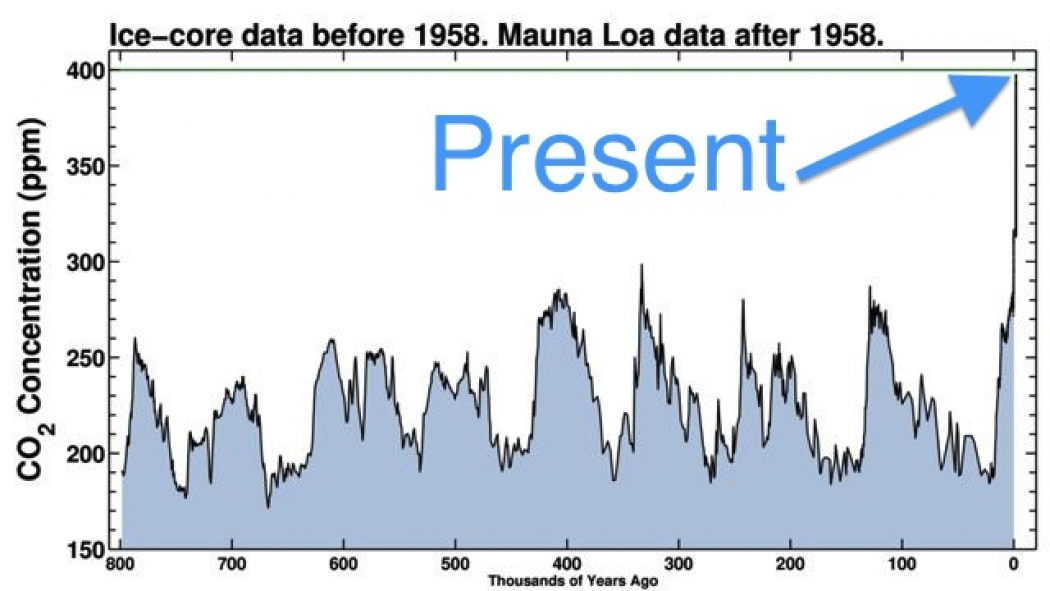 Ice-core data before 1958. Mauna Loa data after 1958.
400
350
300
250
200
150
CO2 Concentration (ppm)
Present
800 700 600 500 400 300 200 100 0
Thousands of Years Ago